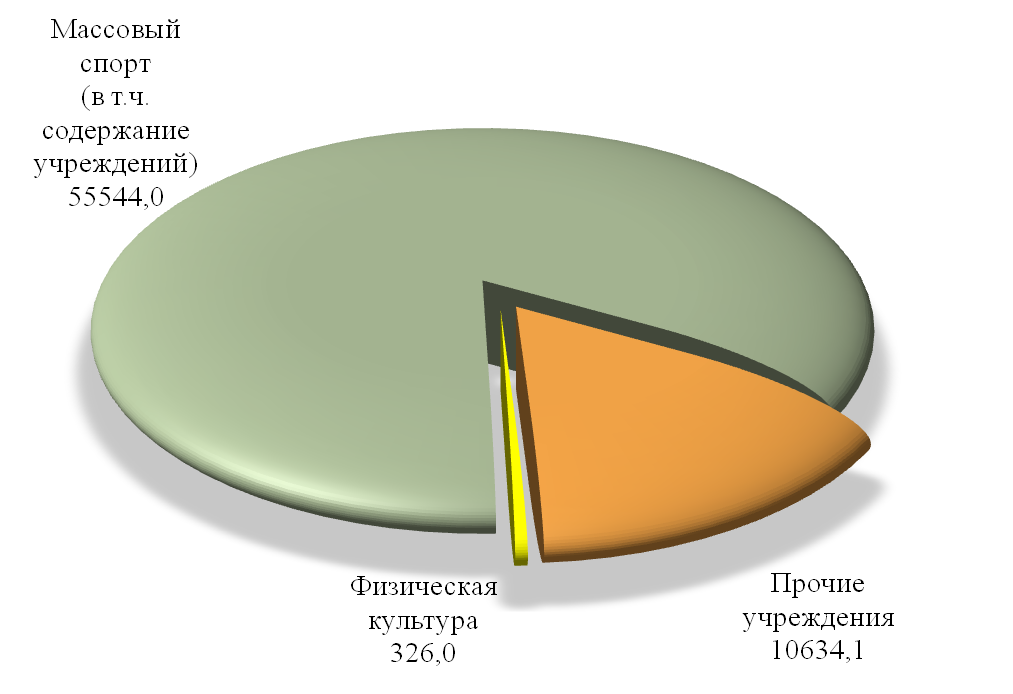 Массовый
спорт
(в т.ч.
содержание
учреждений)
55544,0
Физическая
культура
326,0
Прочие
учреждения
10634,1